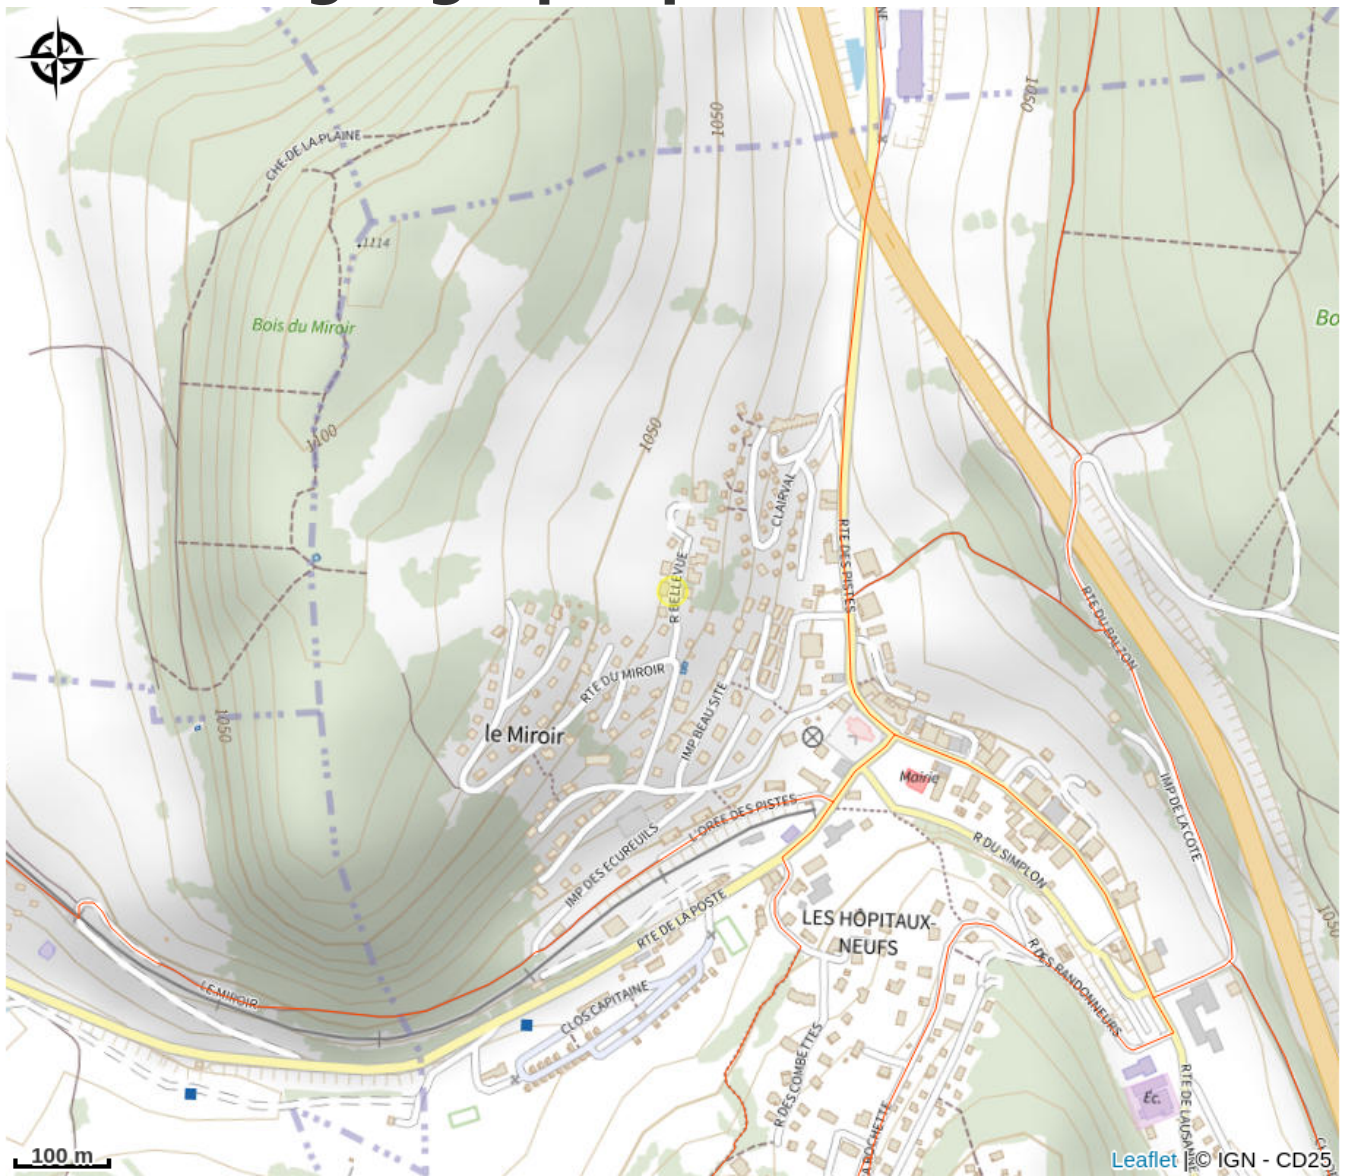 1050
1050
CHE-DE-LA-PLAINE
1114
Bois du Miroir
Bo
1100
1050
CLAIRVAL
RTE DES PISTES
R BELLEVUE
RTE DU BALZON
RTE DU MIROIR
IMP BEAU SITE
1050
le Miroir
Mairie
IMP DE LA COTE
L'OREE DES PISTES
IMP DES ECUREUILS
R DU SIMPLON
RTE DE LA POSTE
LES HÔPITAUX-
NEUFS
1050
R DES RANDONNEURS
LE MIROIR
CLOS CAPITAINE
R DES COMBETTES
A ROCHETTE
Éc.
RTE DE LAUSANNE
100 m
Leaflet | © IGN - CD25